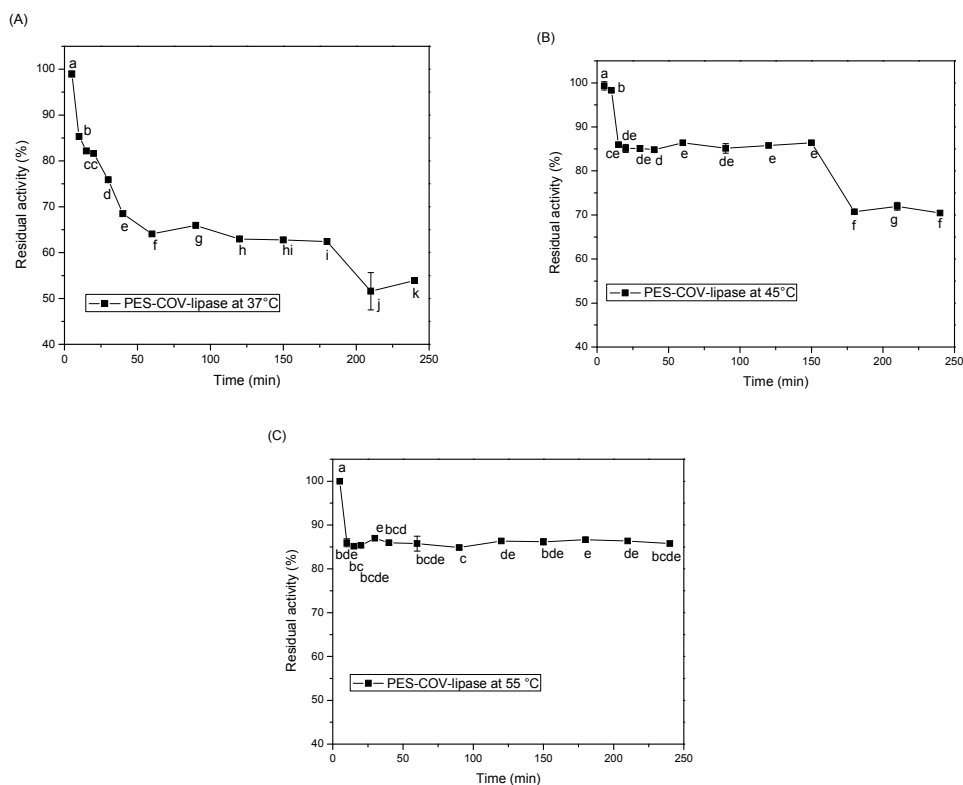 (A)
100
90
80
70
60
50
40
0
50
100
150
200
250
Residual activity (%)
Time (min)
a
b
cc
d
e
f
g
h
hi
i
j
k
PES-COV-lipase at 37°C
(B)
100
90
80
70
60
50
40
0
50
100
150
200
250
Residual activity (%)
Time (min)
a
b
ce
de
de
d
e
de
e
e
f
g
f
PES-COV-lipase at 45°C
(C)
100
90
80
70
60
50
40
0
50
100
150
200
250
Residual activity (%)
Time (min)
a
bde
bc
bcde
e
bcd
bcde
c
de
bde
e
de
bcde
PES-COV-lipase at 55 °C